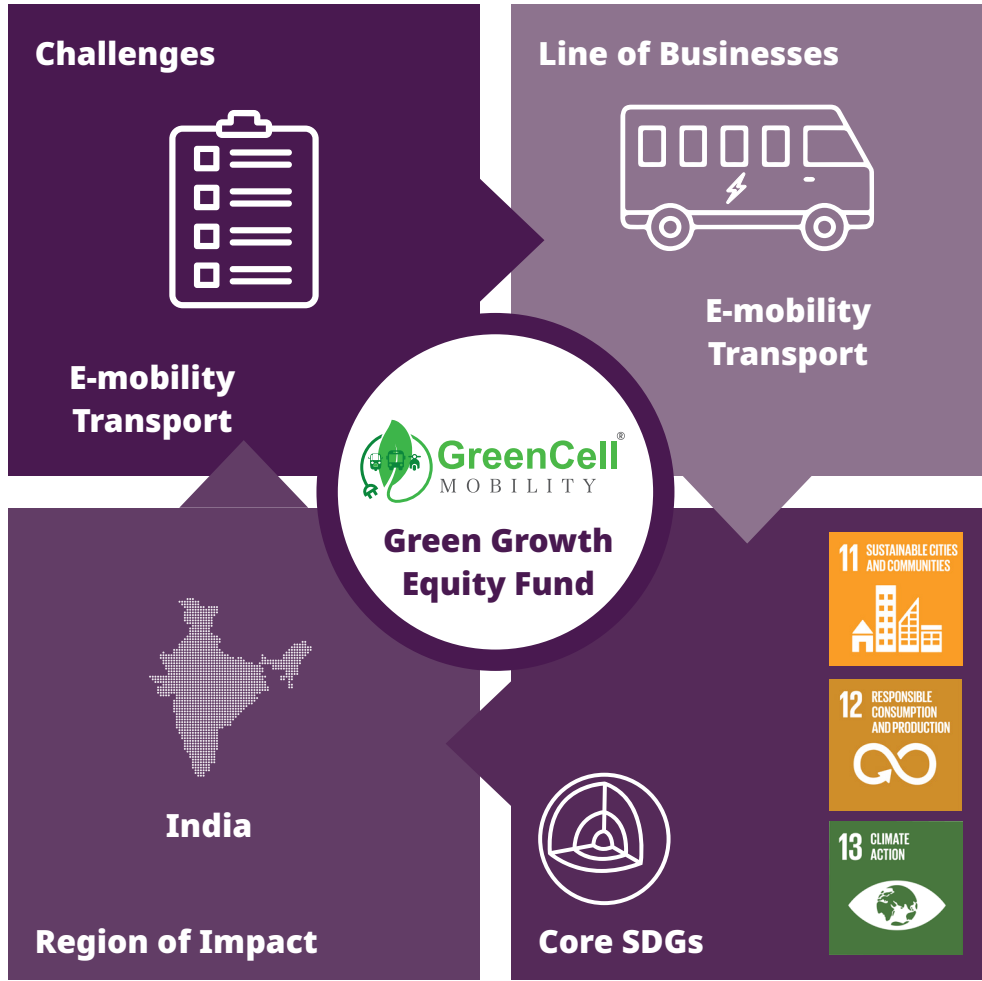 Challenges
E-mobility
Transport
Line of Businesses
E-mobility
Transport
GreenCell®
MOBILITY
Green Growth
Equity Fund
India
Region of Impact
11 SUSTAINABLE CITIES
AND COMMUNITIES
12 RESPONSIBLE
CONSUMPTION
AND PRODUCTION
13 CLIMATE
ACTION
Core SDGs